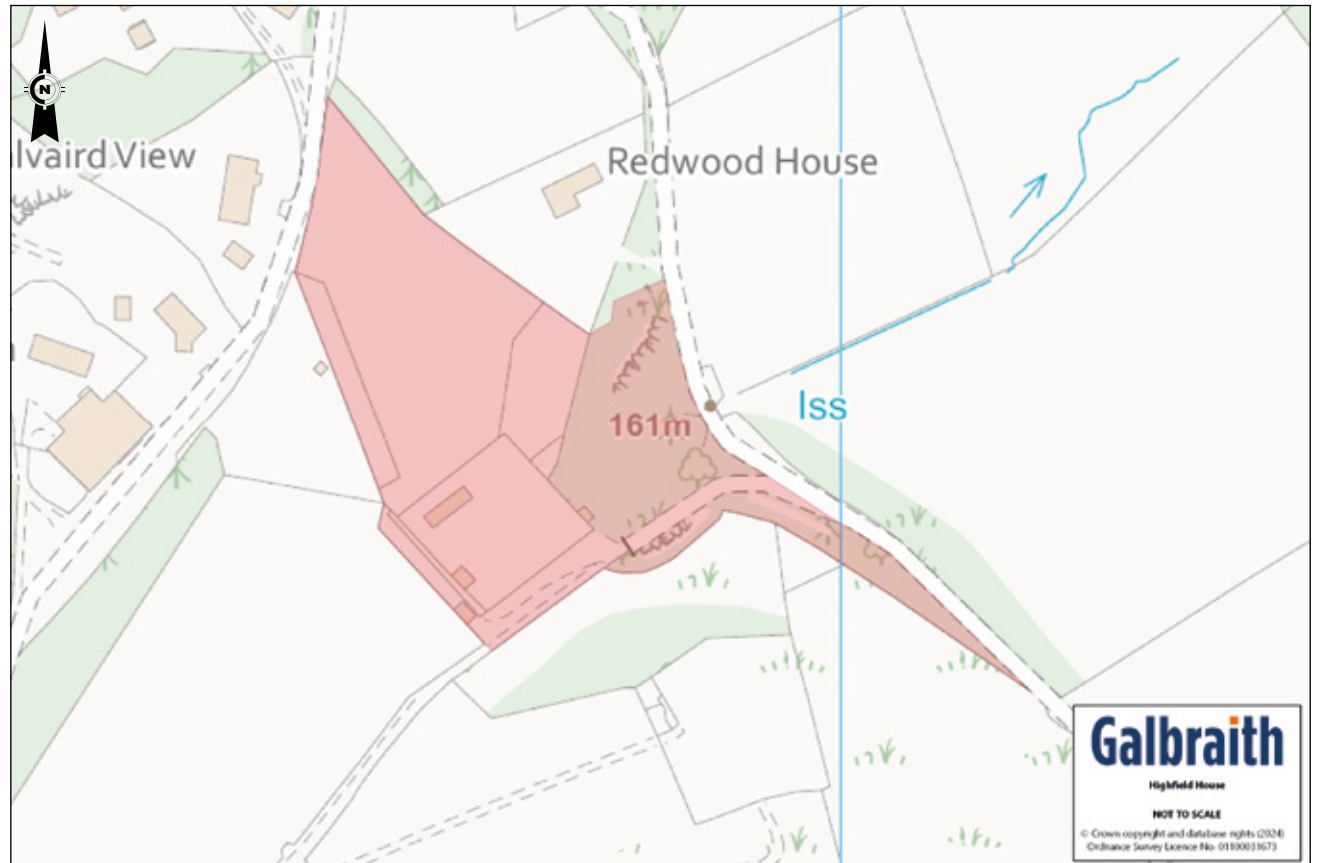 N
lvaird View
Redwood House
Iss
161m
Galbraith
Highfield House
NOT TO SCALE
© Crown copyright and database rights (2024)
Ordnance Survey Licence No. 01100031673